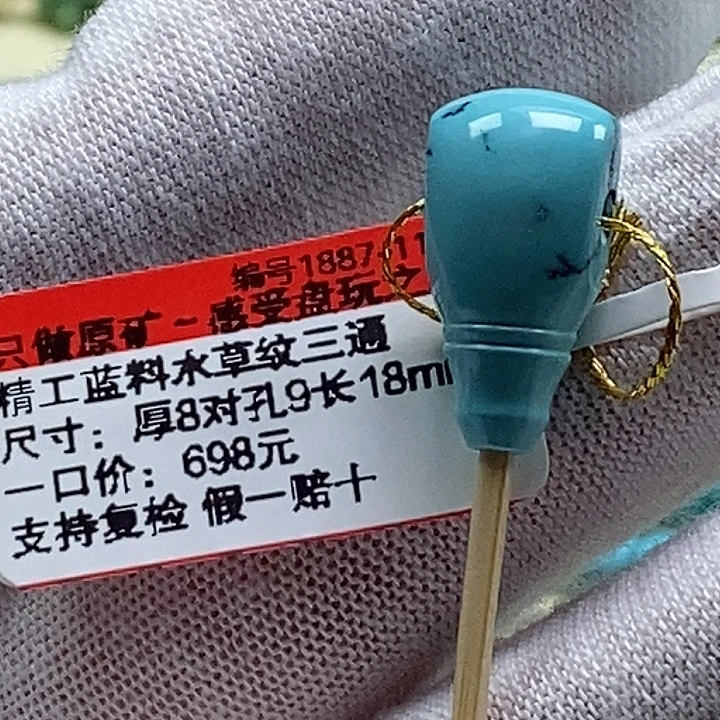 编号1887-11
只做原矿~感受盘玩之
精工蓝料水草纹三通
尺寸：厚8对孔9长18m
一口价：698元
支持复检 假一赔十